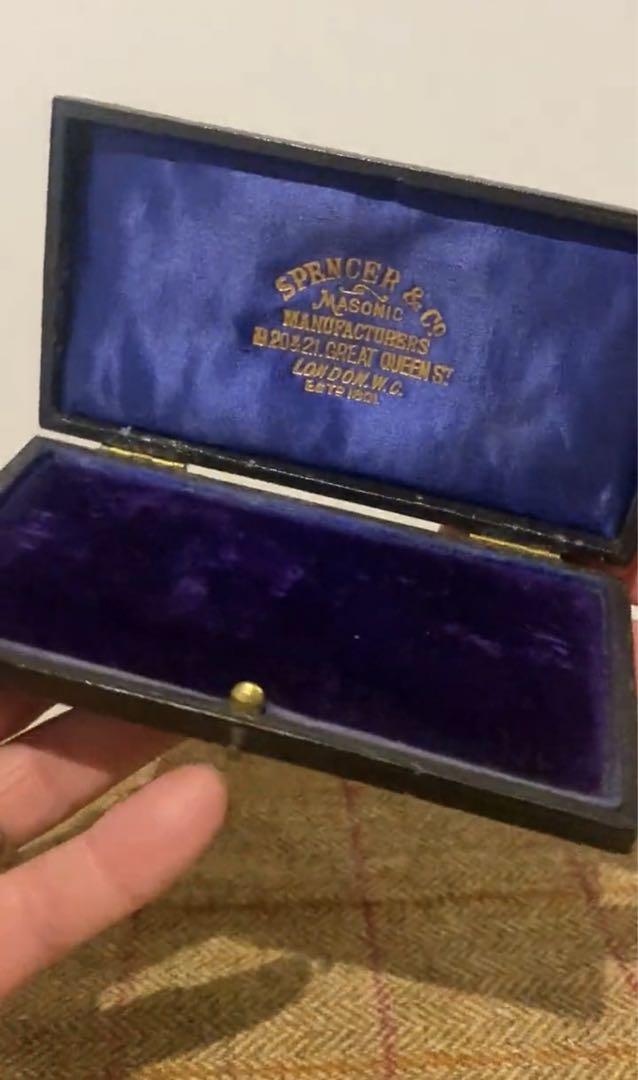 SPENCER & Co
MASONIC
MANUFACTURERS
19, 20 & 21. GREAT QUEEN ST
LONDON. W.C.
ESTD 1801.